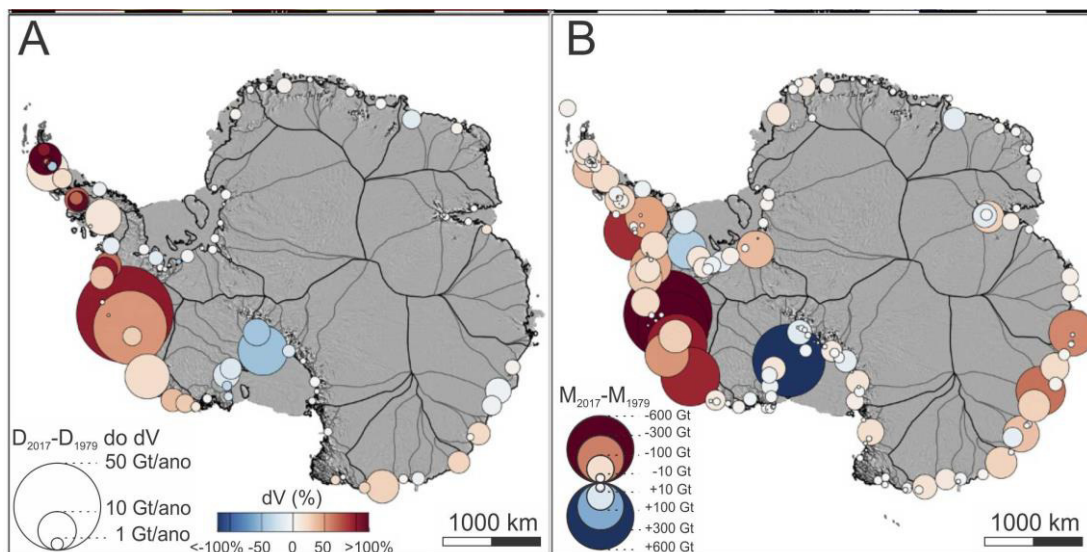 A
D2017-D1979 do dV
50 Gt/ano
10 Gt/ano
1 Gt/ano
dV (%)
<-100% -50 0 50 >100%
1000 km
B
M2017-M1979
-600 Gt
-300 Gt
-100 Gt
-10 Gt
+10 Gt
+100 Gt
+300 Gt
+600 Gt
1000 km